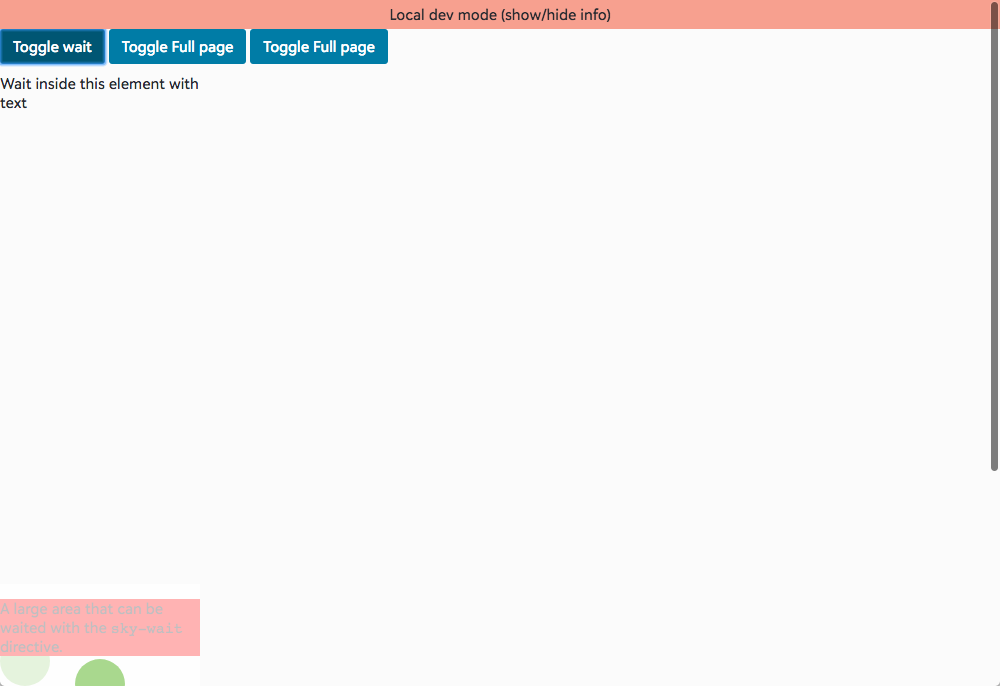 Local dev mode (show/hide info)
Toggle wait
Toggle Full page
Toggle Full page
Wait inside this element with
text
A large area that can be
waited with the aky-wait
directive.